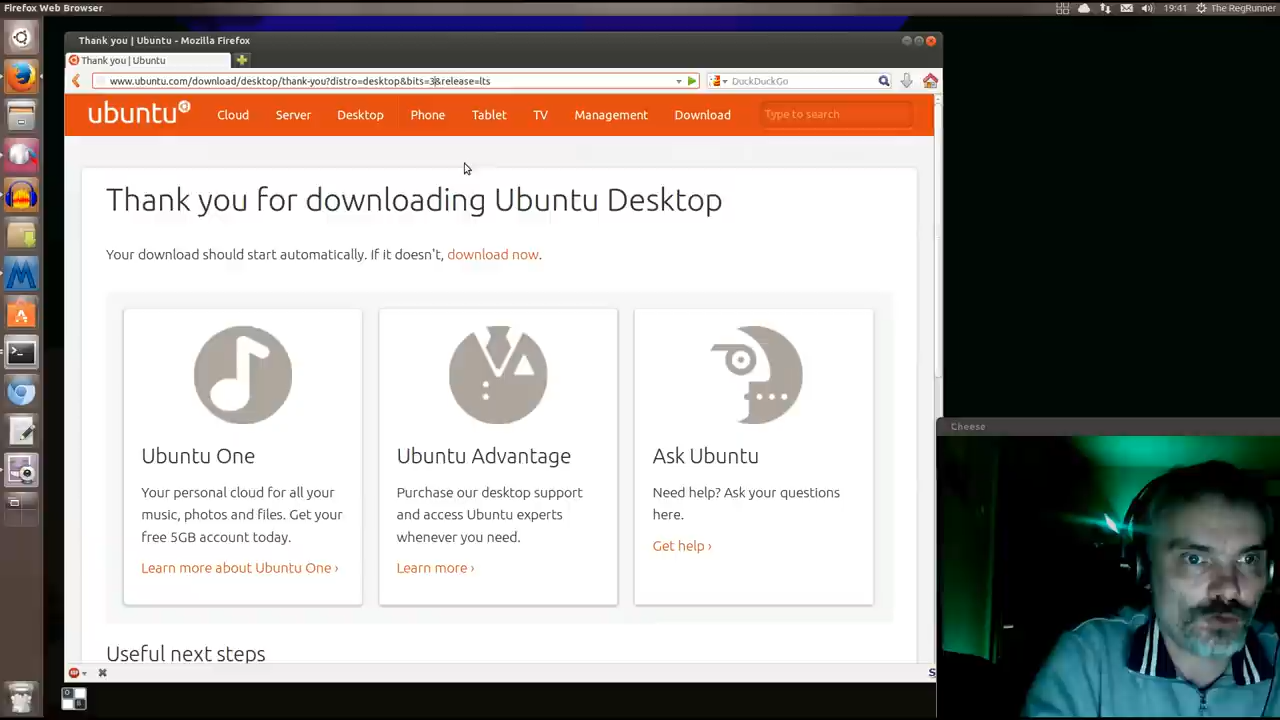 Firefox Web Browser
19:41 The RegRunner
Thank you | Ubuntu - Mozilla Firefox
Thank you | Ubuntu
www.ubuntu.com/download/desktop/thank-you?distro=desktop&bits=3&release=lts
DuckDuckGo
ubuntu
Cloud Server Desktop Phone Tablet TV Management Download
Type to search
Thank you for downloading Ubuntu Desktop
Your download should start automatically. If it doesn't, download now.
Ubuntu One
Your personal cloud for all your
music, photos and files. Get your
free 5GB account today.
Learn more about Ubuntu One ›
Ubuntu Advantage
Purchase our desktop support
and access Ubuntu experts
whenever you need.
Learn more ›
Ask Ubuntu
Need help? Ask your questions
here.
Get help ›
Useful next steps
Cheese